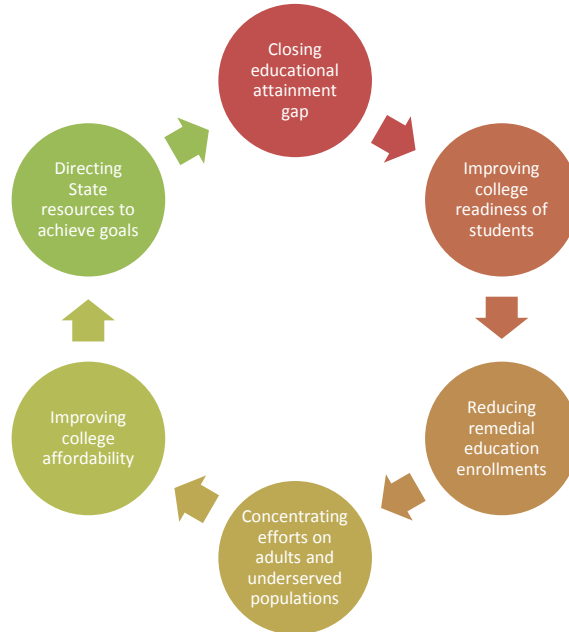 Closing
educational
attainment
gap
Improving
college
readiness of
students
Reducing
remedial
education
enrollments
Concentrating
efforts on
adults and
underserved
populations
Improving
college
affordability
Directing
State
resources to
achieve goals